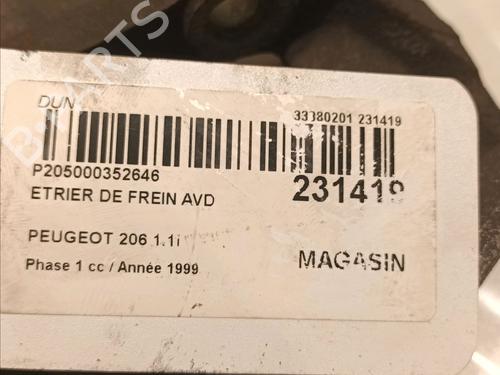 DUN
33380201 231419
P205000352646
ETRIER DE FREIN AVD
231419
PEUGEOT 206 1.1i
Phase 1 cc / Année 1999
MAGASIN
B-PARTS